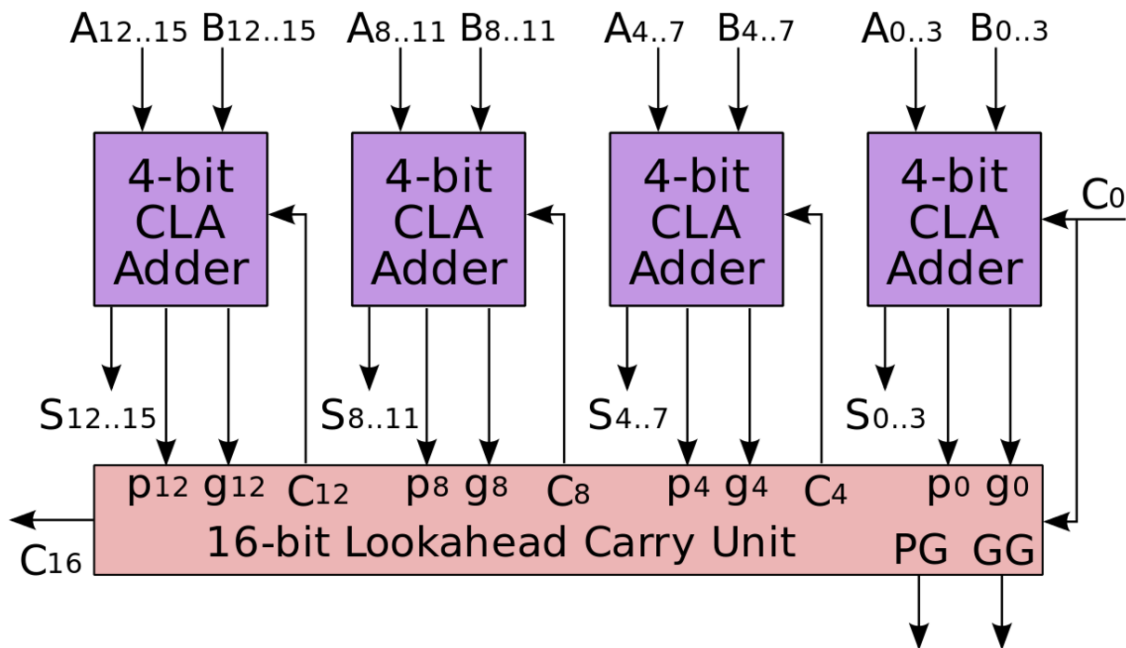 A12..15 B12..15 A8..11 B8..11 A4..7 B4..7 A0..3 B0..3
4-bit CLA Adder
4-bit CLA Adder
4-bit CLA Adder
4-bit CLA Adder
C0
S12..15 S8..11 S4..7 S0..3
p12 g12 C12 p8 g8 C8 p4 g4 C4 p0 g0
16-bit Lookahead Carry Unit PG GG
C16